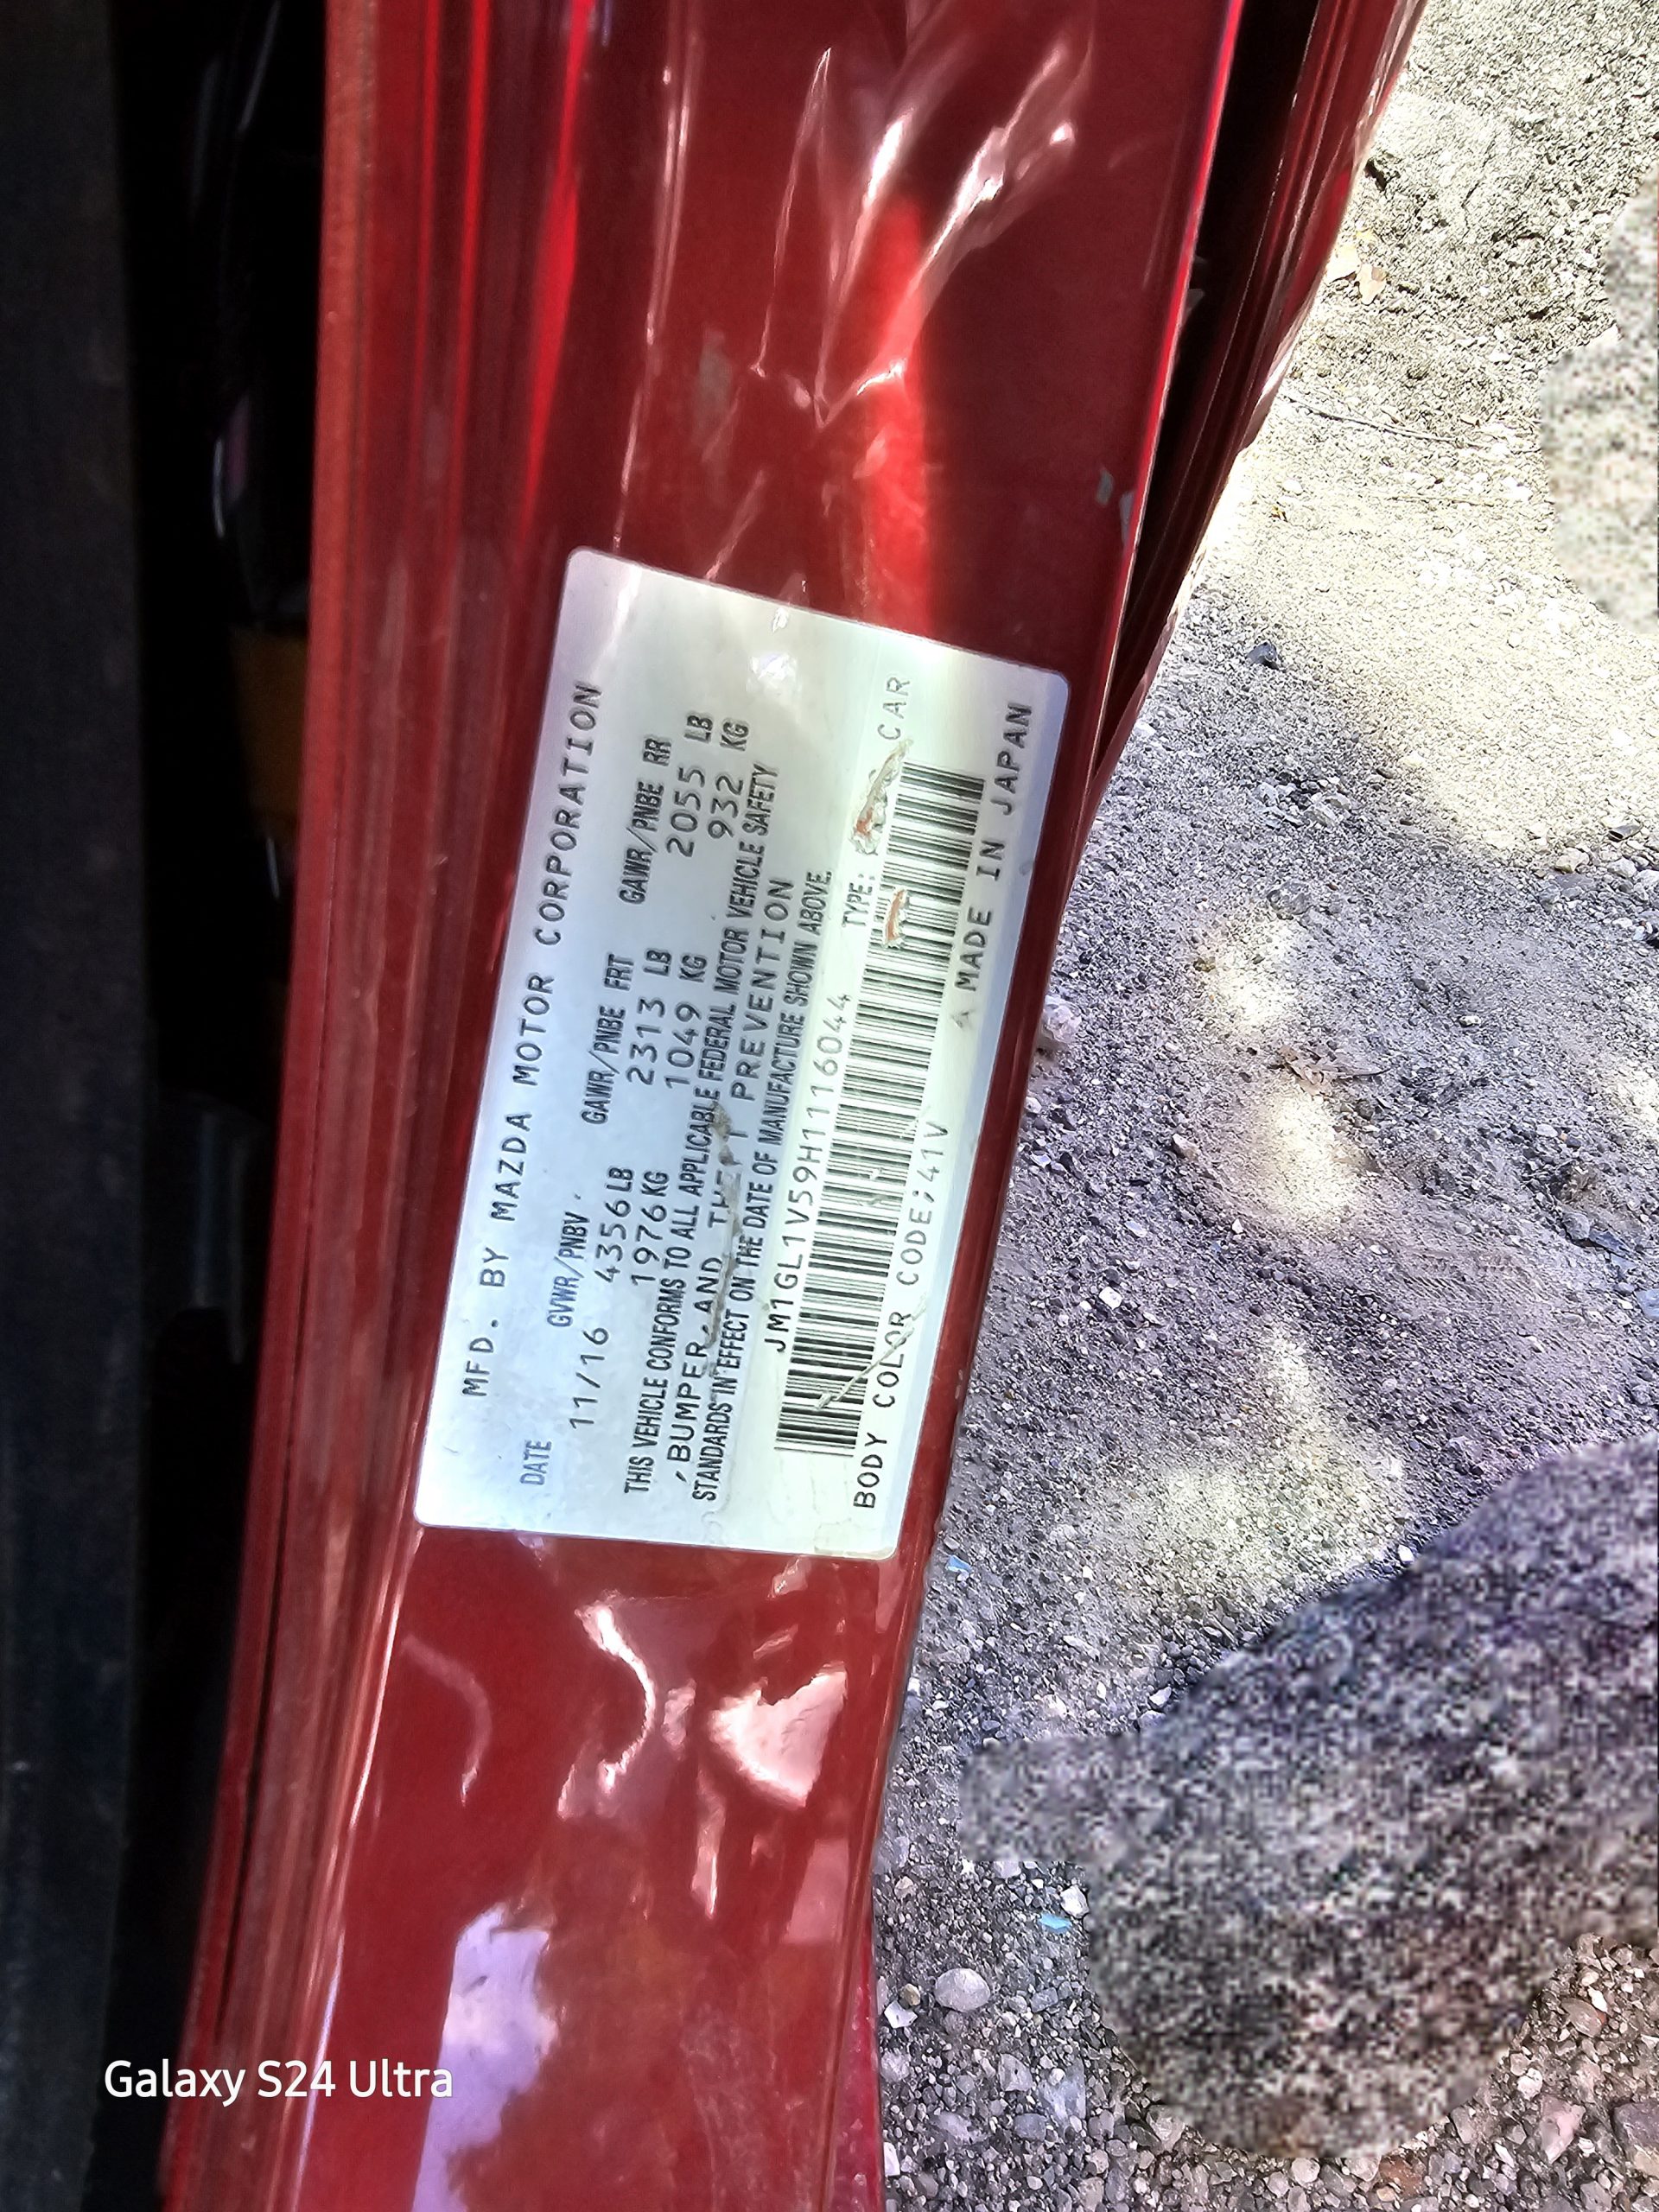 MFD. BY MAZDA MOTOR CORPORATION
DATE GVWR/PNBV GAWR/PNBE FRT GAWR/PNBE RR
11/16 4356LB 2313 LB 2055 LB
1976KG 1049 KG 932 KG
THIS VEHICLE CONFORMS TO ALL APPLICABLE FEDERAL MOTOR VEHICLE SAFETY
,BUMPER,AND THEFT PREVENTION
STANDARDS IN EFFECT ON THE DATE OF MANUFACTURE SHOWN ABOVE.
JM1GL1V59H1116044 TYPE: CAR
BODY COLOR CODE;41V A MADE IN JAPAN
Galaxy S24 Ultra